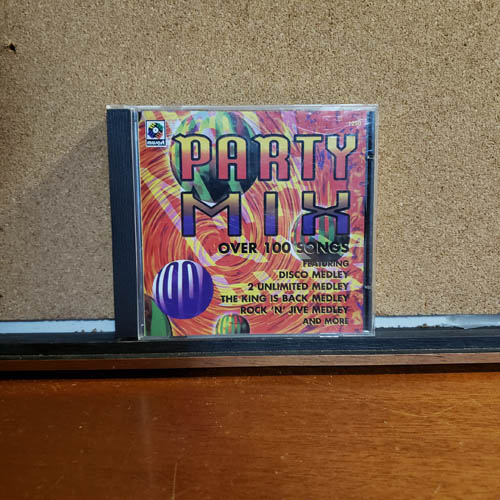 PARTY
MIX
OVER 100 SONGS
FEATURING
DISCO MEDLEY
2 UNLIMITED MEDLEY
THE KING IS BACK MEDLEY
ROCK 'N' JIVE MEDLEY
AND MORE
100